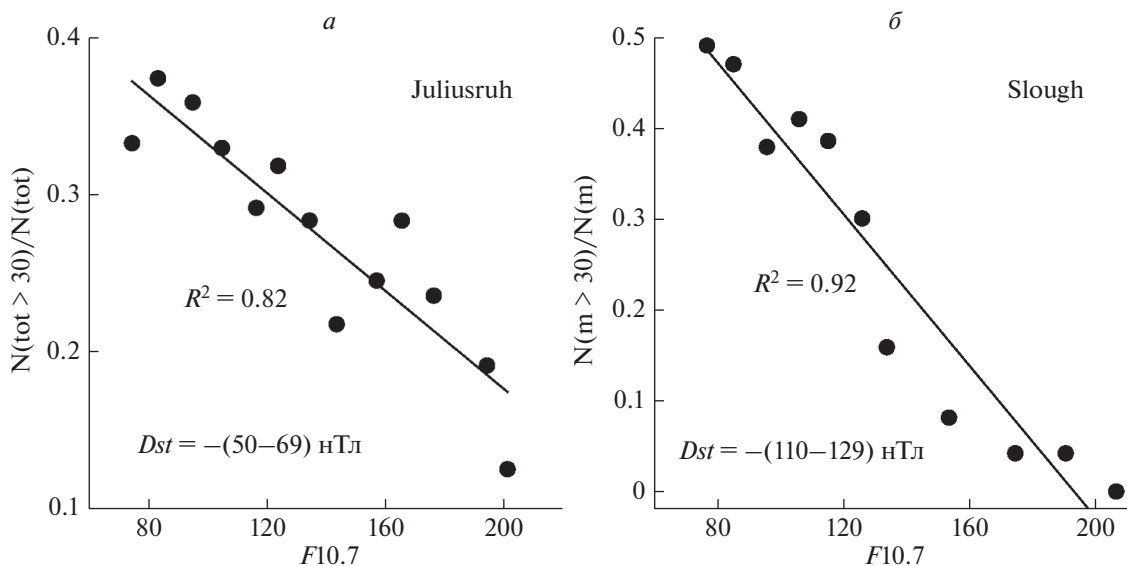 а
0.4
0.3
0.2
0.1
N(tot > 30)/N(tot)
Juliusruh
R² = 0.82
Dst = −(50−69) нТл
80
120
160
200
F10.7
б
0.5
0.4
0.3
0.2
0.1
0
N(m > 30)/N(m)
Slough
R² = 0.92
Dst = −(110−129) нТл
80
120
160
200
F10.7